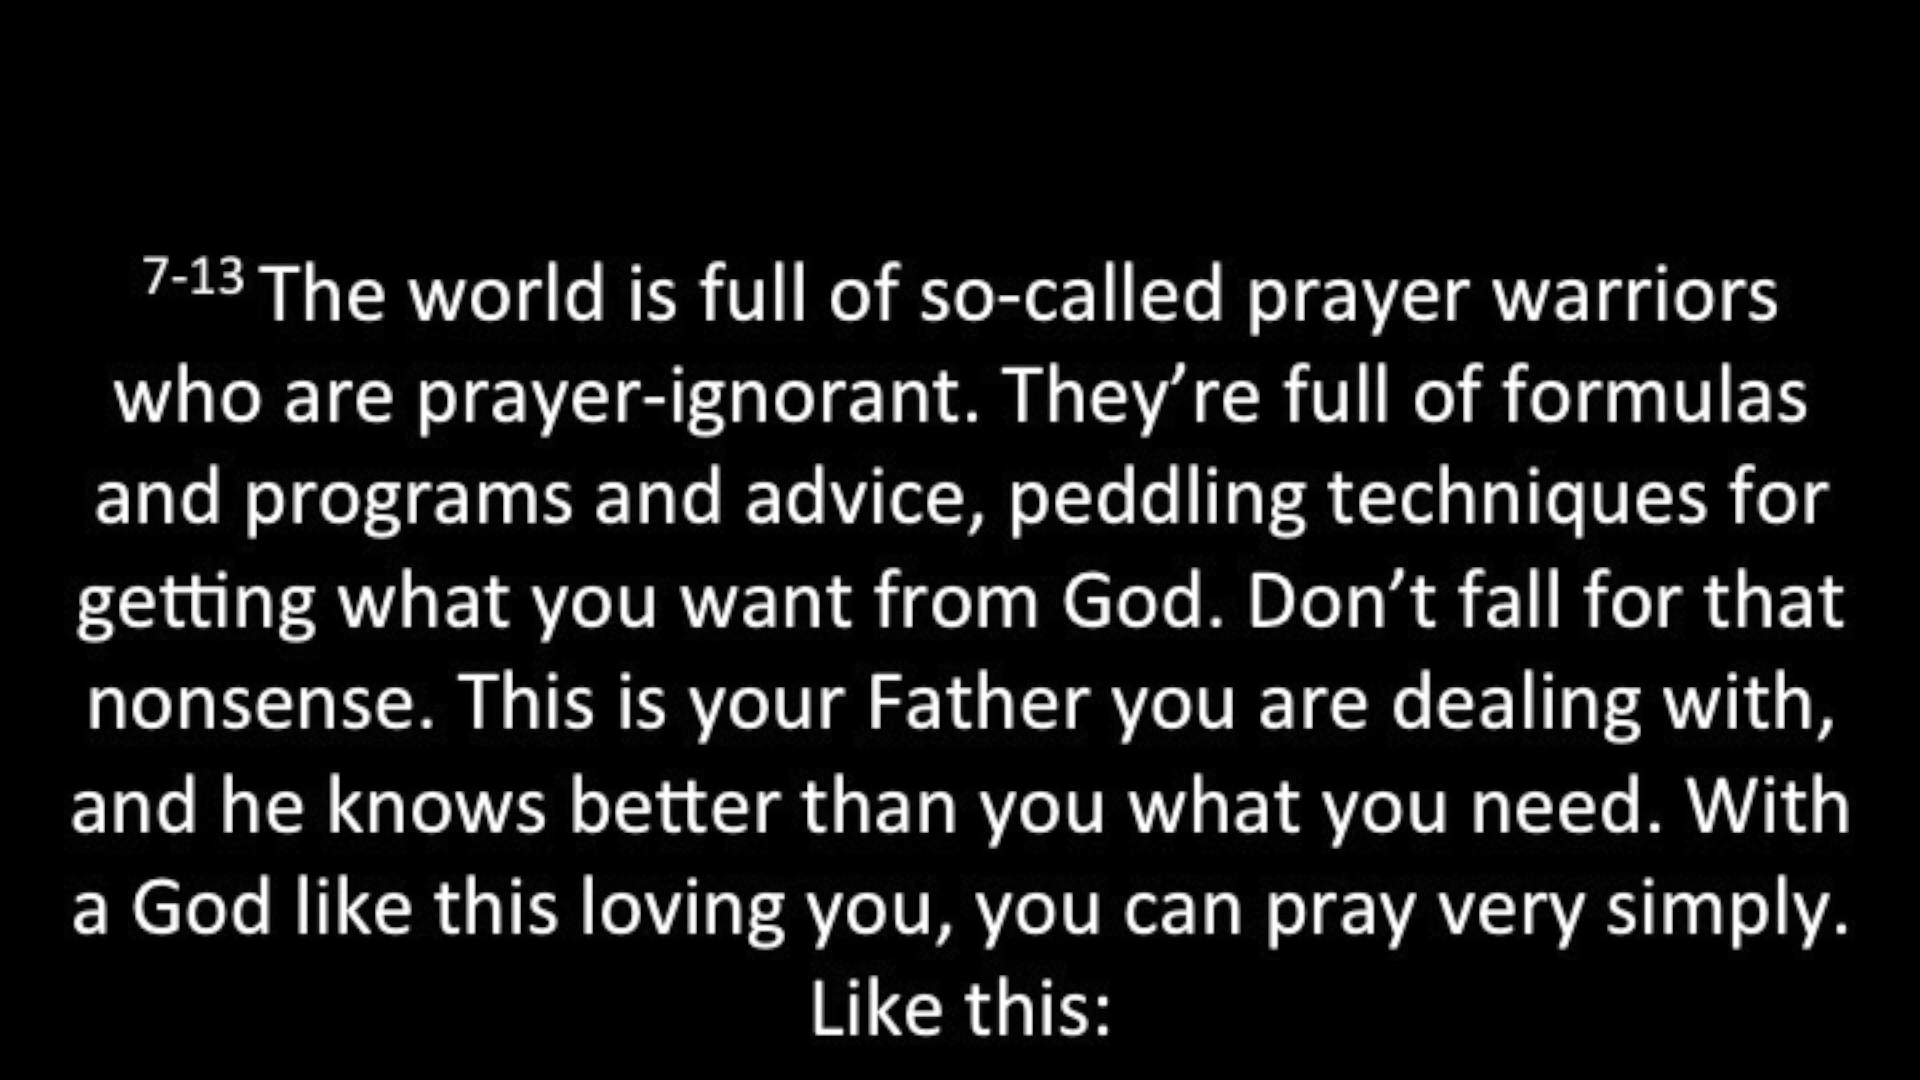 7-13 The world is full of so-called prayer warriors
who are prayer-ignorant. They’re full of formulas
and programs and advice, peddling techniques for
getting what you want from God. Don’t fall for that
nonsense. This is your Father you are dealing with,
and he knows better than you what you need. With
a God like this loving you, you can pray very simply.
Like this: